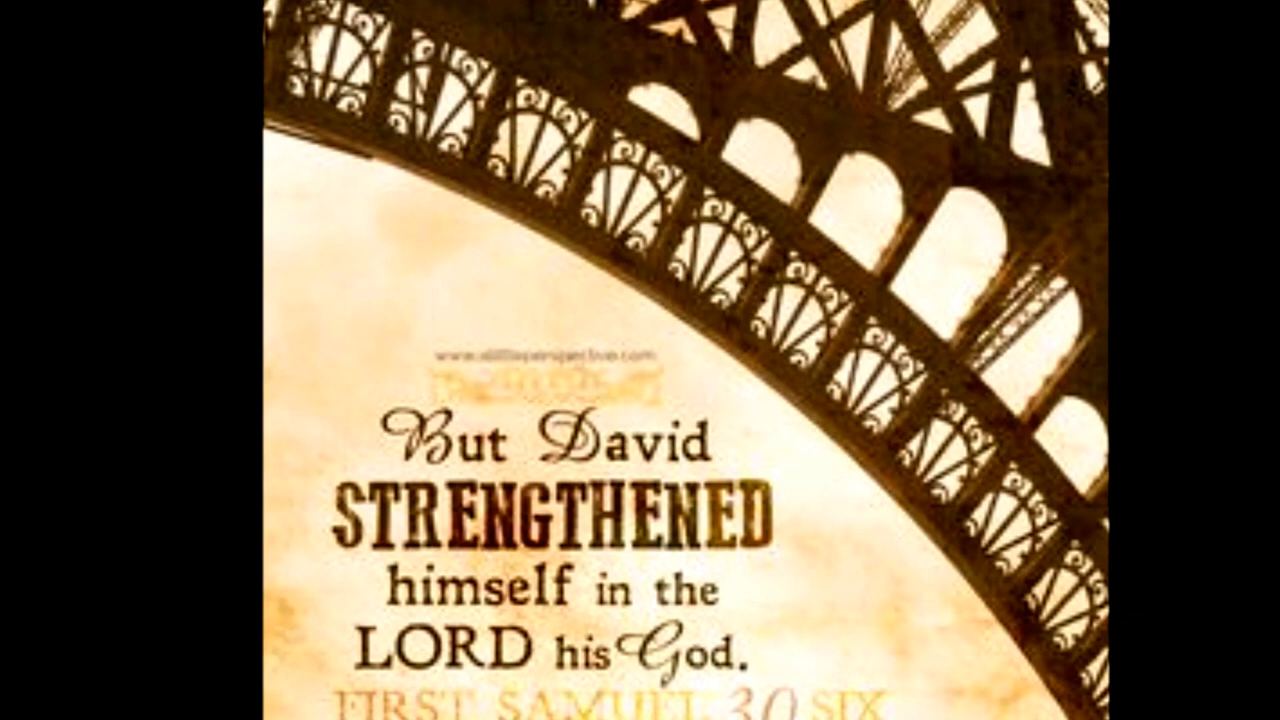 But David
STRENGTHENED
himself in the
LORD his God.
FIRST SAMUEL 30 SIX